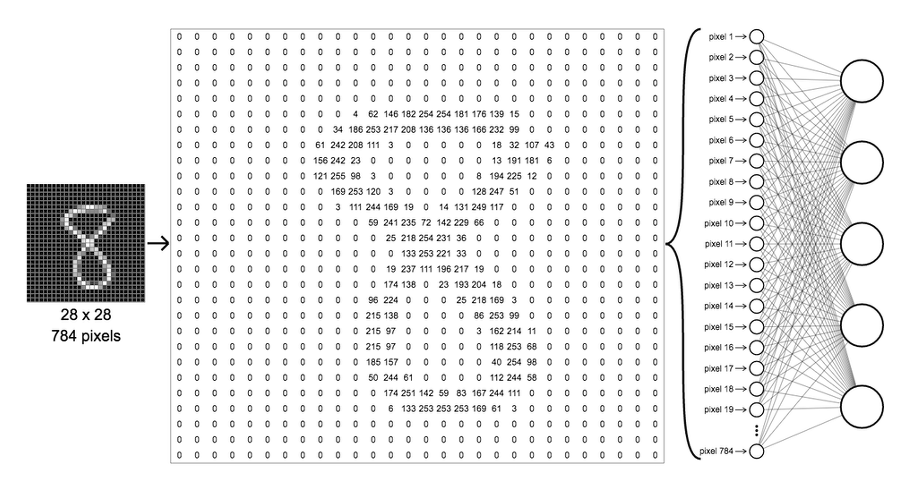 0 0 0 0 0 0 0 0 0 0 0 0 0 0 0 0 0 0 0 0 0 0 0 0 0 0 0 0
0 0 0 0 0 0 0 0 0 0 0 0 0 0 0 0 0 0 0 0 0 0 0 0 0 0 0 0
0 0 0 0 0 0 0 0 0 0 0 0 0 0 0 0 0 0 0 0 0 0 0 0 0 0 0 0
0 0 0 0 0 0 0 0 0 0 0 0 0 0 0 0 0 0 0 0 0 0 0 0 0 0 0 0
0 0 0 0 0 0 0 0 0 0 0 0 0 0 0 0 0 0 0 0 0 0 0 0 0 0 0 0
0 0 0 0 0 0 0 0 0 0 4 62 146 182 254 254 181 176 139 15 0 0 0 0 0 0 0 0
0 0 0 0 0 0 0 0 0 34 186 253 217 208 136 136 136 166 232 99 0 0 0 0 0 0 0 0
0 0 0 0 0 0 0 0 61 242 208 111 3 0 0 0 0 0 18 32 107 43 0 0 0 0 0 0
0 0 0 0 0 0 0 0 156 242 23 0 0 0 0 0 0 0 13 191 181 6 0 0 0 0 0 0
0 0 0 0 0 0 0 0 121 255 98 3 0 0 0 0 0 8 194 225 12 0 0 0 0 0 0 0
0 0 0 0 0 0 0 0 0 169 253 120 3 0 0 0 0 128 247 51 0 0 0 0 0 0 0 0
0 0 0 0 0 0 0 0 0 3 111 244 169 19 0 14 131 249 117 0 0 0 0 0 0 0 0 0
0 0 0 0 0 0 0 0 0 0 0 59 241 235 72 142 229 66 0 0 0 0 0 0 0 0 0 0
0 0 0 0 0 0 0 0 0 0 0 0 25 218 254 231 36 0 0 0 0 0 0 0 0 0 0 0
0 0 0 0 0 0 0 0 0 0 0 0 0 133 253 221 33 0 0 0 0 0 0 0 0 0 0 0
0 0 0 0 0 0 0 0 0 0 0 0 19 237 111 196 217 19 0 0 0 0 0 0 0 0 0 0
0 0 0 0 0 0 0 0 0 0 0 0 174 138 0 23 193 204 18 0 0 0 0 0 0 0 0 0
0 0 0 0 0 0 0 0 0 0 0 96 224 0 0 0 25 218 169 3 0 0 0 0 0 0 0 0
0 0 0 0 0 0 0 0 0 0 0 215 138 0 0 0 0 86 253 99 0 0 0 0 0 0 0 0
0 0 0 0 0 0 0 0 0 0 0 215 97 0 0 0 0 3 162 214 11 0 0 0 0 0 0 0
0 0 0 0 0 0 0 0 0 0 0 215 97 0 0 0 0 0 118 253 68 0 0 0 0 0 0 0
0 0 0 0 0 0 0 0 0 0 0 185 157 0 0 0 0 0 40 254 98 0 0 0 0 0 0 0
0 0 0 0 0 0 0 0 0 0 0 50 244 61 0 0 0 0 112 244 58 0 0 0 0 0 0 0
0 0 0 0 0 0 0 0 0 0 0 0 174 251 142 59 83 167 244 111 0 0 0 0 0 0 0 0
0 0 0 0 0 0 0 0 0 0 0 0 6 133 253 253 253 169 61 3 0 0 0 0 0 0 0 0
0 0 0 0 0 0 0 0 0 0 0 0 0 0 0 0 0 0 0 0 0 0 0 0 0 0 0 0
0 0 0 0 0 0 0 0 0 0 0 0 0 0 0 0 0 0 0 0 0 0 0 0 0 0 0 0
0 0 0 0 0 0 0 0 0 0 0 0 0 0 0 0 0 0 0 0 0 0 0 0 0 0 0 0
28 x 28
784 pixels
pixel 1
pixel 2
pixel 3
pixel 4
pixel 5
pixel 6
pixel 7
pixel 8
pixel 9
pixel 10
pixel 11
pixel 12
pixel 13
pixel 14
pixel 15
pixel 16
pixel 17
pixel 18
pixel 19
pixel 784